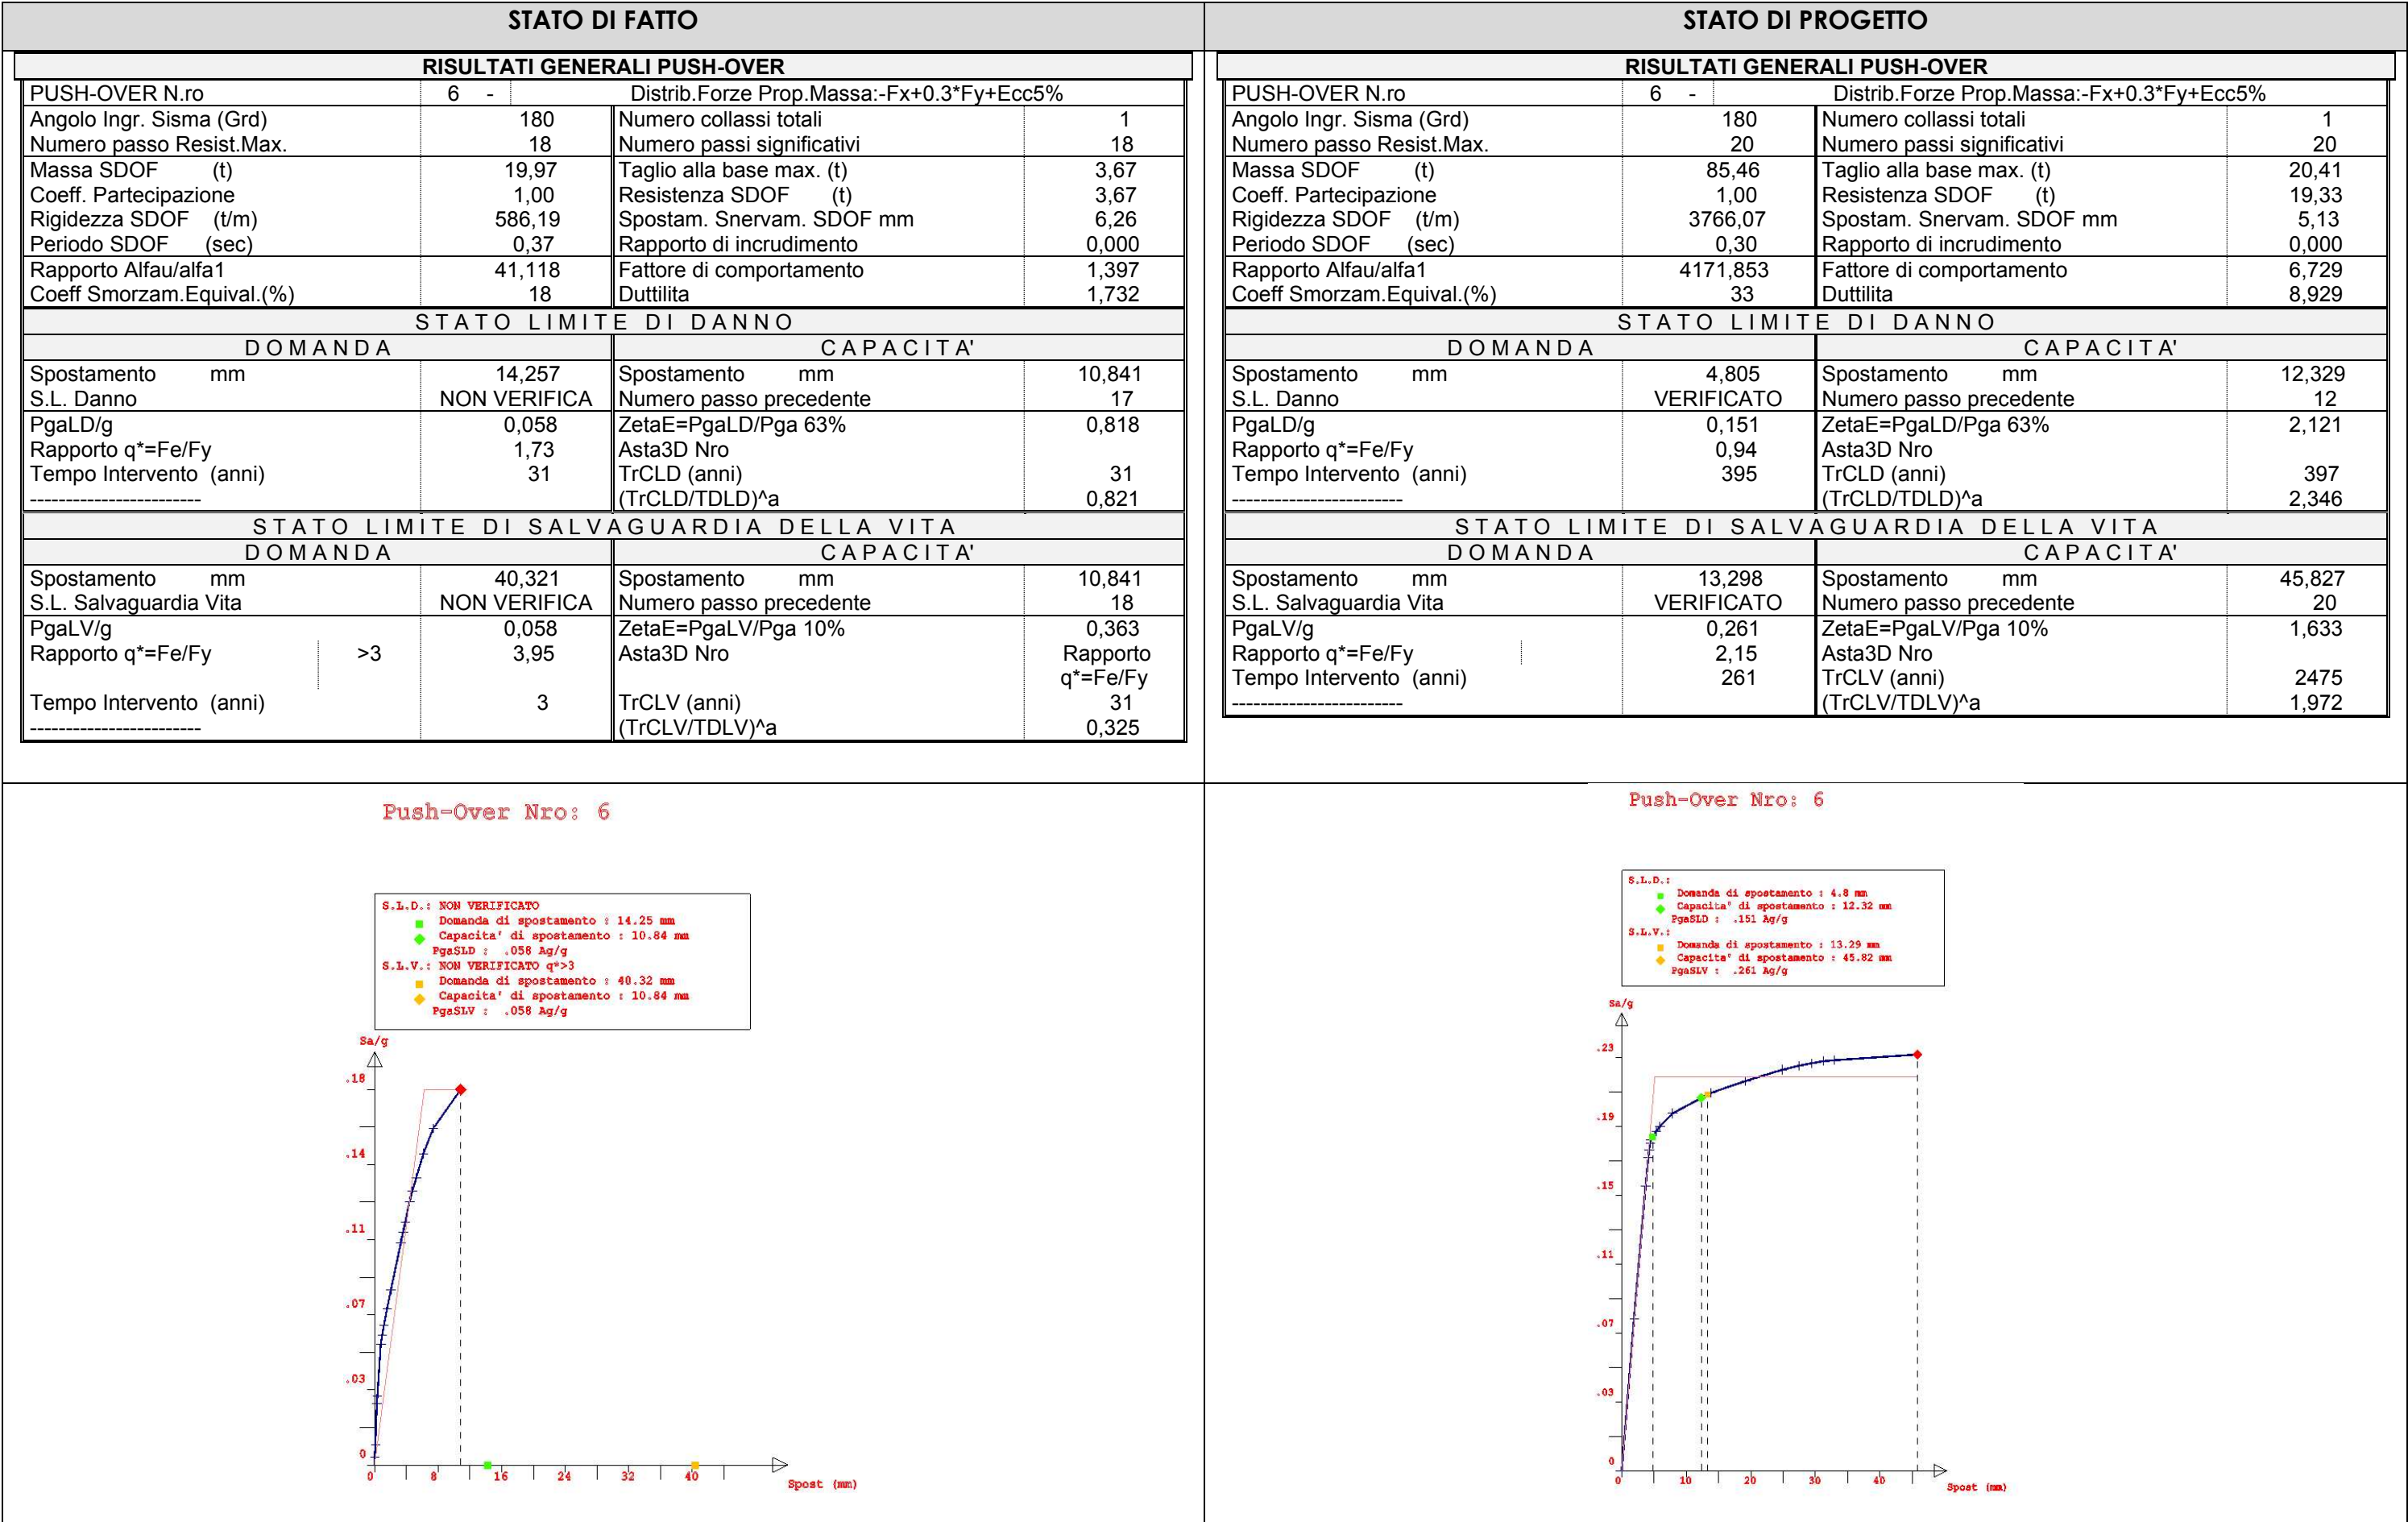 STATO DI FATTO
RISULTATI GENERALI PUSH-OVER
PUSH-OVER N.ro 6 - Distrib.Forze Prop.Massa:-Fx+0.3*Fy+Ecc5%
Angolo Ingr. Sisma (Grd) 180 Numero collassi totali 1
Numero passo Resist.Max. 18 Numero passi significativi 18
Massa SDOF (t) 19,97 Taglio alla base max. (t) 3,67
Coeff. Partecipazione 1,00 Resistenza SDOF (t) 3,67
Rigidezza SDOF (t/m) 586,19 Spostam. Snervam. SDOF mm 6,26
Periodo SDOF (sec) 0,37 Rapporto di incrudimento 0,000
Rapporto Alfau/alfa1 41,118 Fattore di comportamento 1,397
Coeff Smorzam.Equival.(%) 18 Duttilita 1,732
STATO LIMITE DI DANNO
DOMANDA CAPACITA'
Spostamento mm 14,257 Spostamento mm 10,841
S.L. Danno NON VERIFICA Numero passo precedente 17
PgaLD/g 0,058 ZetaE=PgaLD/Pga 63% 0,818
Rapporto q*=Fe/Fy 1,73 Asta3D Nro
Tempo Intervento (anni) 31 TrCLD (anni) 31
------------------------ (TrCLD/TDLD)^a 0,821
STATO LIMITE DI SALVAGUARDIA DELLA VITA
DOMANDA CAPACITA'
Spostamento mm 40,321 Spostamento mm 10,841
S.L. Salvaguardia Vita NON VERIFICA Numero passo precedente 18
PgaLV/g 0,058 ZetaE=PgaLV/Pga 10% 0,363
Rapporto q*=Fe/Fy >3 3,95 Asta3D Nro Rapporto
q*=Fe/Fy
Tempo Intervento (anni) 3 TrCLV (anni) 31
------------------------ (TrCLV/TDLV)^a 0,325
Push-Over Nro: 6
S.L.D.: NON VERIFICATO
Domanda di spostamento : 14.25 mm
Capacita' di spostamento : 10.84 mm
PgaSLD : .058 Ag/g
S.L.V.: NON VERIFICATO q*>3
Domanda di spostamento : 40.32 mm
Capacita' di spostamento : 10.84 mm
PgaSLV : .058 Ag/g
Sa/g
.18
.14
.11
.07
.03
0
0 8 16 24 32 40
Spost (mm)
STATO DI PROGETTO
RISULTATI GENERALI PUSH-OVER
PUSH-OVER N.ro 6 - Distrib.Forze Prop.Massa:-Fx+0.3*Fy+Ecc5%
Angolo Ingr. Sisma (Grd) 180 Numero collassi totali 1
Numero passo Resist.Max. 20 Numero passi significativi 20
Massa SDOF (t) 85,46 Taglio alla base max. (t) 20,41
Coeff. Partecipazione 1,00 Resistenza SDOF (t) 19,33
Rigidezza SDOF (t/m) 3766,07 Spostam. Snervam. SDOF mm 5,13
Periodo SDOF (sec) 0,30 Rapporto di incrudimento 0,000
Rapporto Alfau/alfa1 4171,853 Fattore di comportamento 6,729
Coeff Smorzam.Equival.(%) 33 Duttilita 8,929
STATO LIMITE DI DANNO
DOMANDA CAPACITA'
Spostamento mm 4,805 Spostamento mm 12,329
S.L. Danno VERIFICATO Numero passo precedente 12
PgaLD/g 0,151 ZetaE=PgaLD/Pga 63% 2,121
Rapporto q*=Fe/Fy 0,94 Asta3D Nro
Tempo Intervento (anni) 395 TrCLD (anni) 397
------------------------ (TrCLD/TDLD)^a 2,346
STATO LIMITE DI SALVAGUARDIA DELLA VITA
DOMANDA CAPACITA'
Spostamento mm 13,298 Spostamento mm 45,827
S.L. Salvaguardia Vita VERIFICATO Numero passo precedente 20
PgaLV/g 0,261 ZetaE=PgaLV/Pga 10% 1,633
Rapporto q*=Fe/Fy 2,15 Asta3D Nro
Tempo Intervento (anni) 261 TrCLV (anni) 2475
------------------------ (TrCLV/TDLV)^a 1,972
Push-Over Nro: 6
S.L.D.:
Domanda di spostamento : 4.8 mm
Capacita' di spostamento : 12.32 mm
PgaSLD : .151 Ag/g
S.L.V.:
Domanda di spostamento : 13.29 mm
Capacita' di spostamento : 45.82 mm
PgaSLV : .261 Ag/g
Sa/g
.23
.19
.15
.11
.07
.03
0
0 10 20 30 40
Spost (mm)